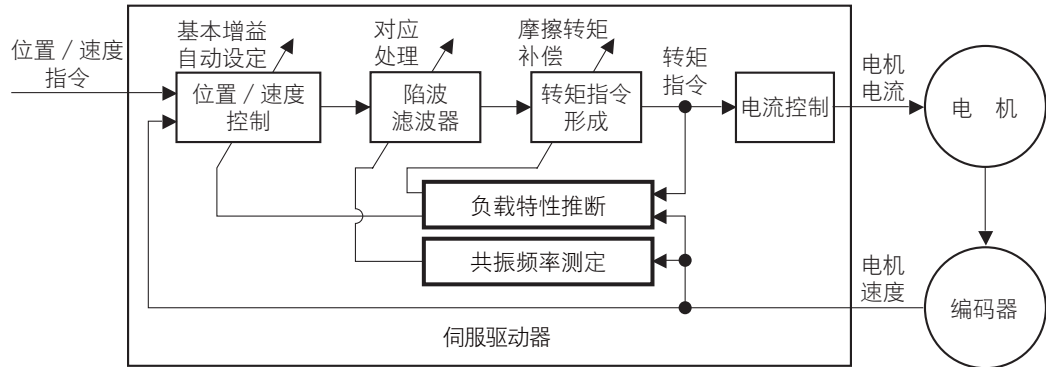 位置 / 速度
指令
基本增益
自动设定
对应
处理
摩擦转矩
补偿
转矩
指令
电机
电流
位置 / 速度
控制
陷波
滤波器
转矩指令
形成
电流控制
电 机
负载特性推断
共振频率测定
电机
速度
编码器
伺服驱动器